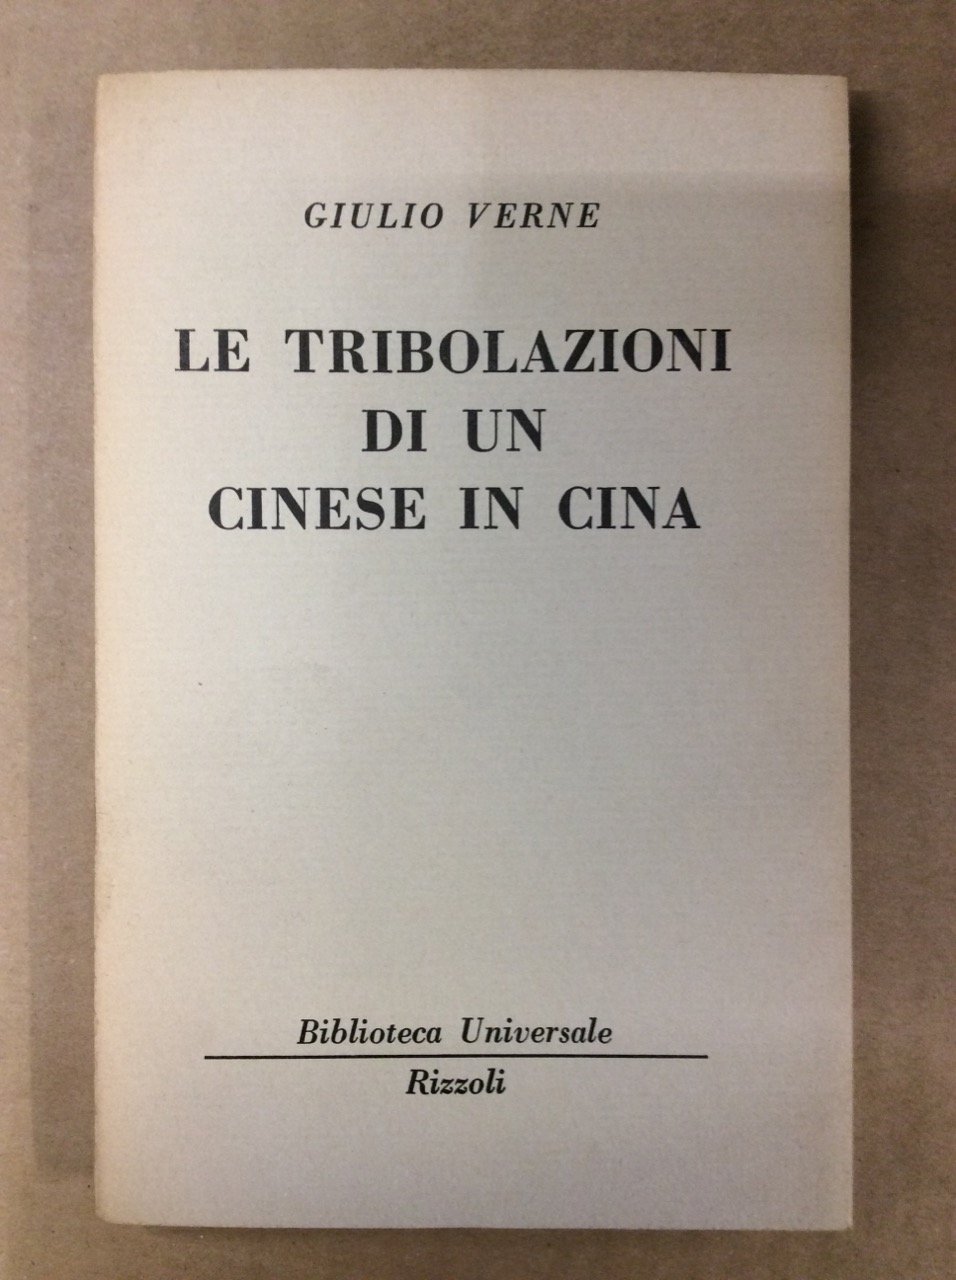 GIULIO VERNE
LE TRIBOLAZIONI
DI UN
CINESE IN CINA
Biblioteca Universale
Rizzoli